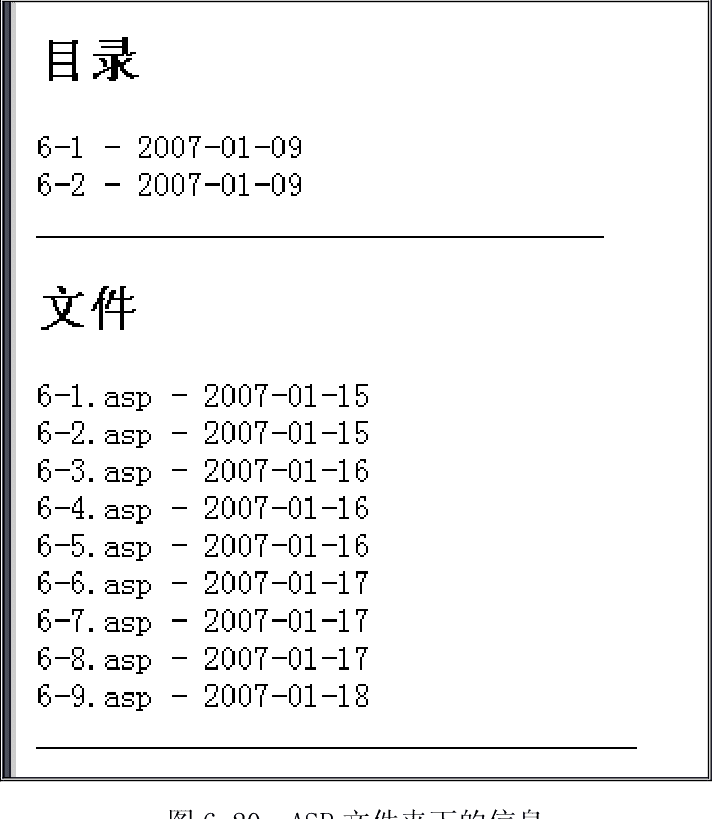 目录
6-1 - 2007-01-09
6-2 - 2007-01-09
文件
6-1.asp - 2007-01-15
6-2.asp - 2007-01-15
6-3.asp - 2007-01-16
6-4.asp - 2007-01-16
6-5.asp - 2007-01-16
6-6.asp - 2007-01-17
6-7.asp - 2007-01-17
6-8.asp - 2007-01-17
6-9.asp - 2007-01-18
图 6-20 ASP 文件夹下的信息